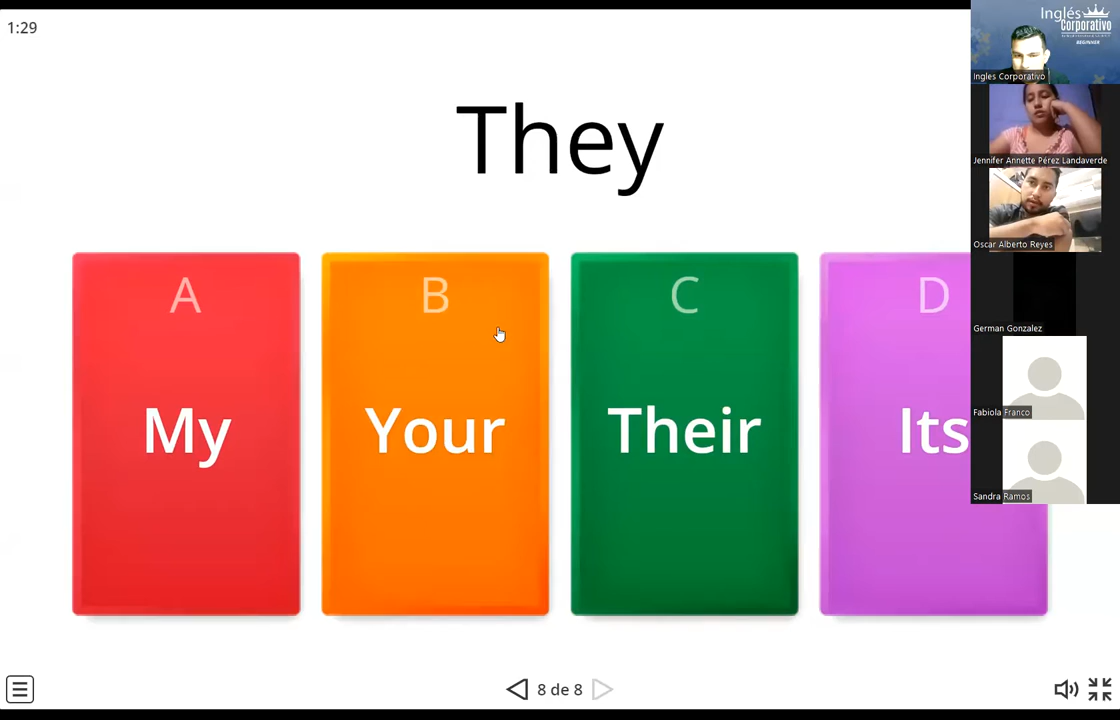 1:29
They
A
B
C
D
My
Your
Their
Its
8 de 8
Inglés
Corporativo
BEGINNER
Ingles Corporativo
Jennifer Annette Pérez Landaverde
Oscar Alberto Reyes
German Gonzalez
Fabiola Franco
Sandra Ramos